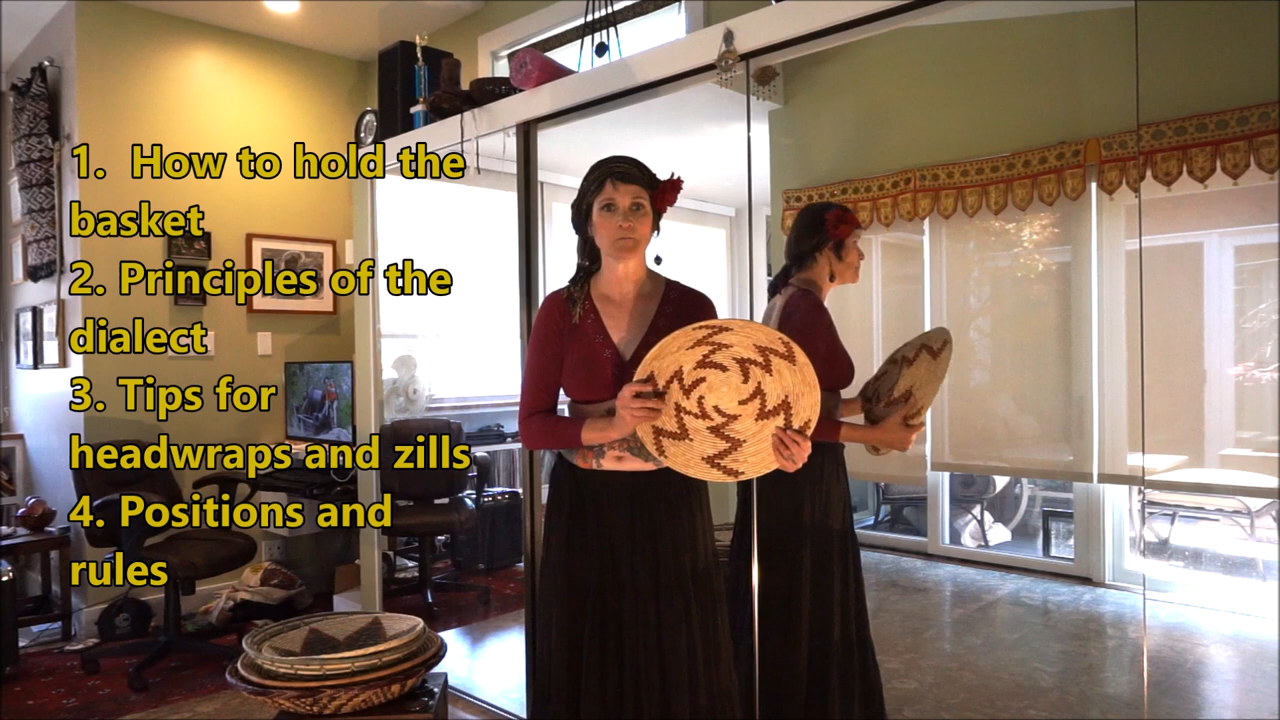 1.  How to hold the
basket
2. Principles of the
dialect
3. Tips for
headwraps and zills
4. Positions and
rules